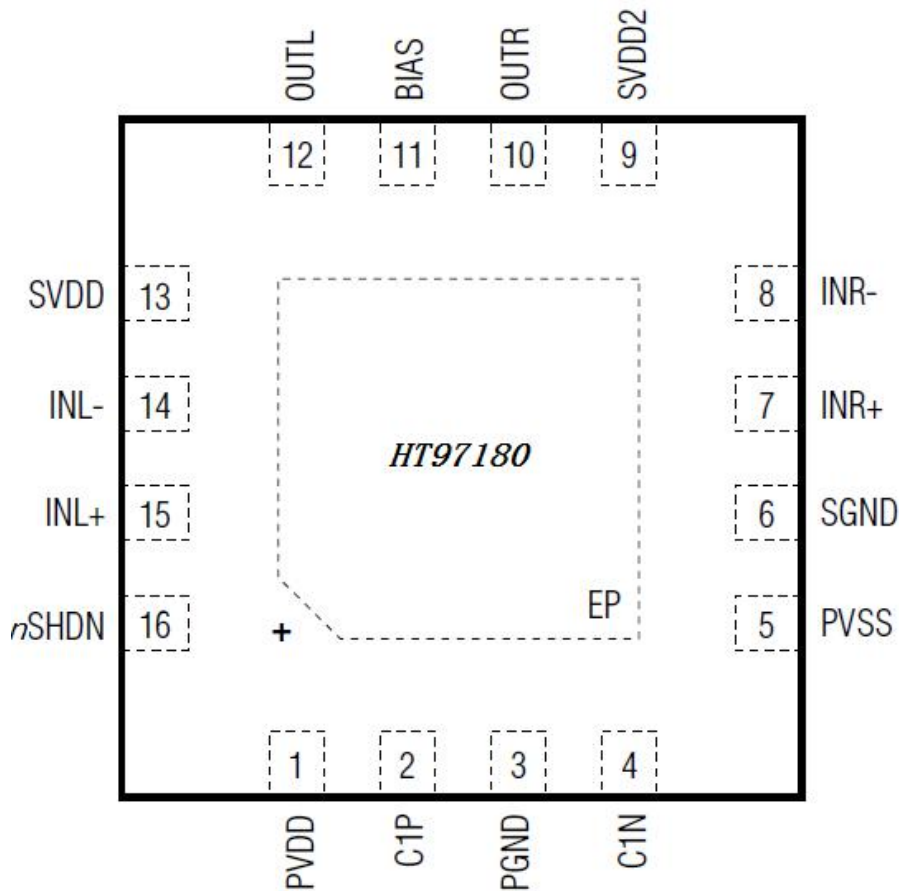 OUTL BIAS OUTR SVDD2
12 11 10 9
SVDD 13 8 INR-
INL- 14 7 INR+
HT97180
INL+ 15 6 SGND
EP
nSHDN 16 + 5 PVSS
1 2 3 4
PVDD C1P PGND C1N